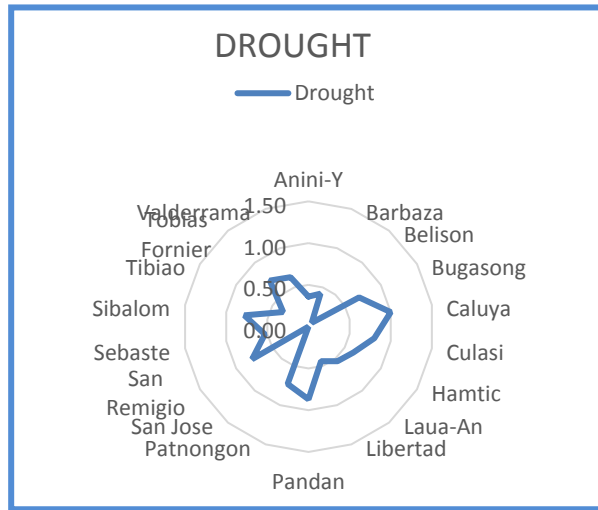 DROUGHT
Drought
Anini-Y
Barbaza
Belison
Bugasong
Caluya
Culasi
Hamtic
Laua-An
Libertad
Pandan
Patnongon
San Jose
San
Remigio
Sebaste
Sibalom
Tibiao
Tobias
Fornier
Valderrama
1.50
1.00
0.50
0.00